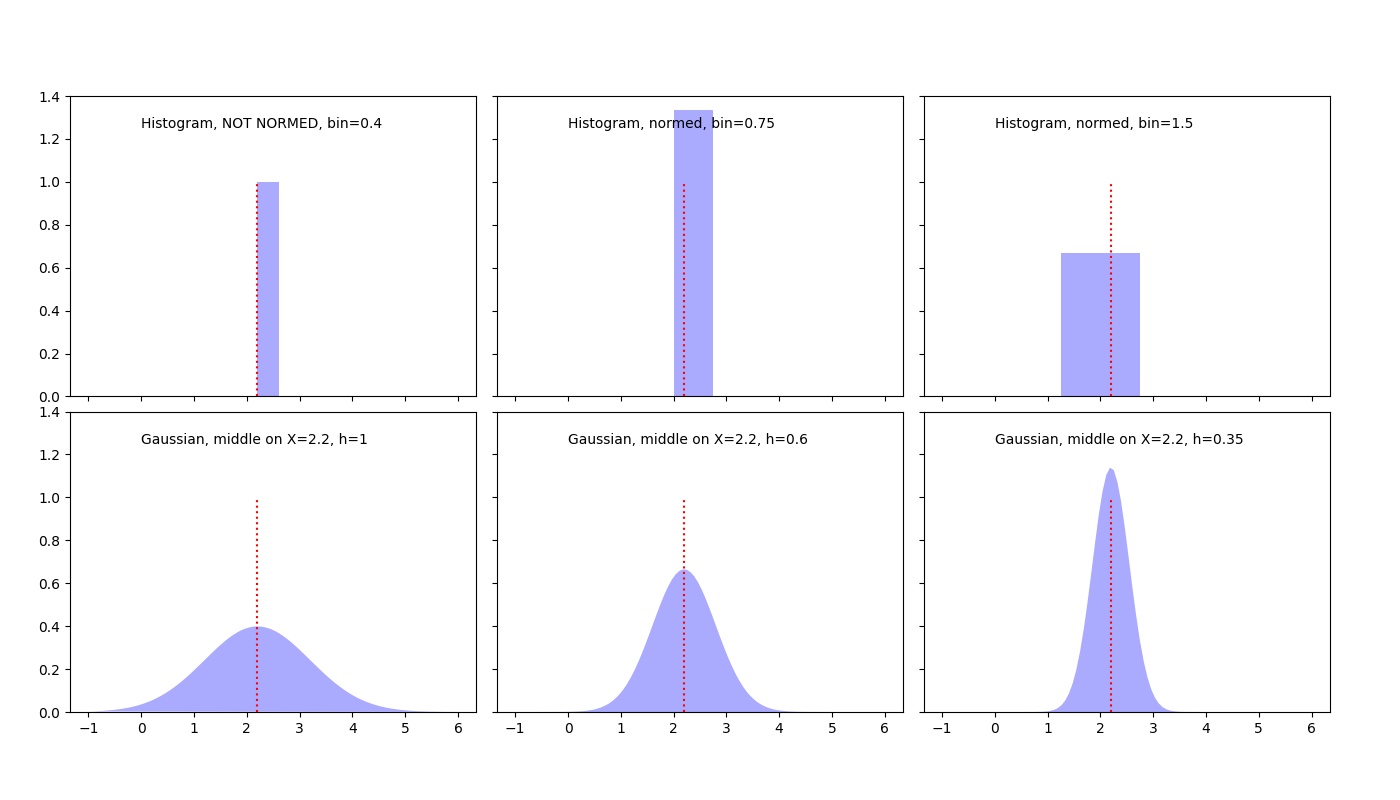 Histogram, NOT NORMED, bin=0.4
Histogram, normed, bin=0.75
Histogram, normed, bin=1.5
1.4
1.2
1.0
0.8
0.6
0.4
0.2
0.0
Gaussian, middle on X=2.2, h=1
Gaussian, middle on X=2.2, h=0.6
Gaussian, middle on X=2.2, h=0.35
1.4
1.2
1.0
0.8
0.6
0.4
0.2
0.0
−1 0 1 2 3 4 5 6
−1 0 1 2 3 4 5 6
−1 0 1 2 3 4 5 6